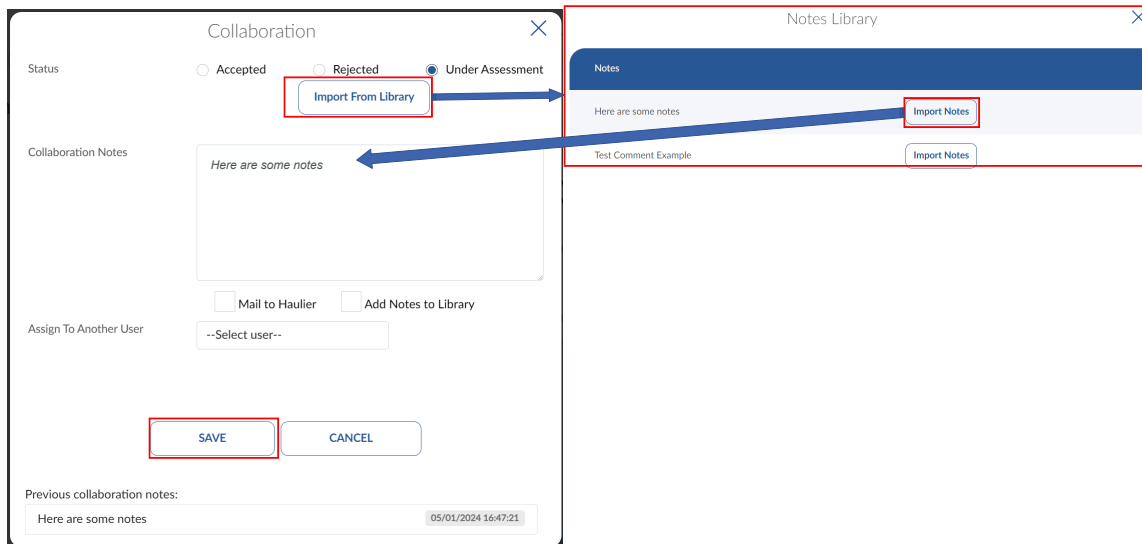 Collaboration
Status
Accepted Rejected Under Assessment
Import From Library
Collaboration Notes
Here are some notes
Mail to Haulier Add Notes to Library
Assign To Another User
--Select user--
SAVE CANCEL
Previous collaboration notes:
Here are some notes 05/01/2024 16:47:21
Notes Library
Notes
Here are some notes Import Notes
Test Comment Example Import Notes